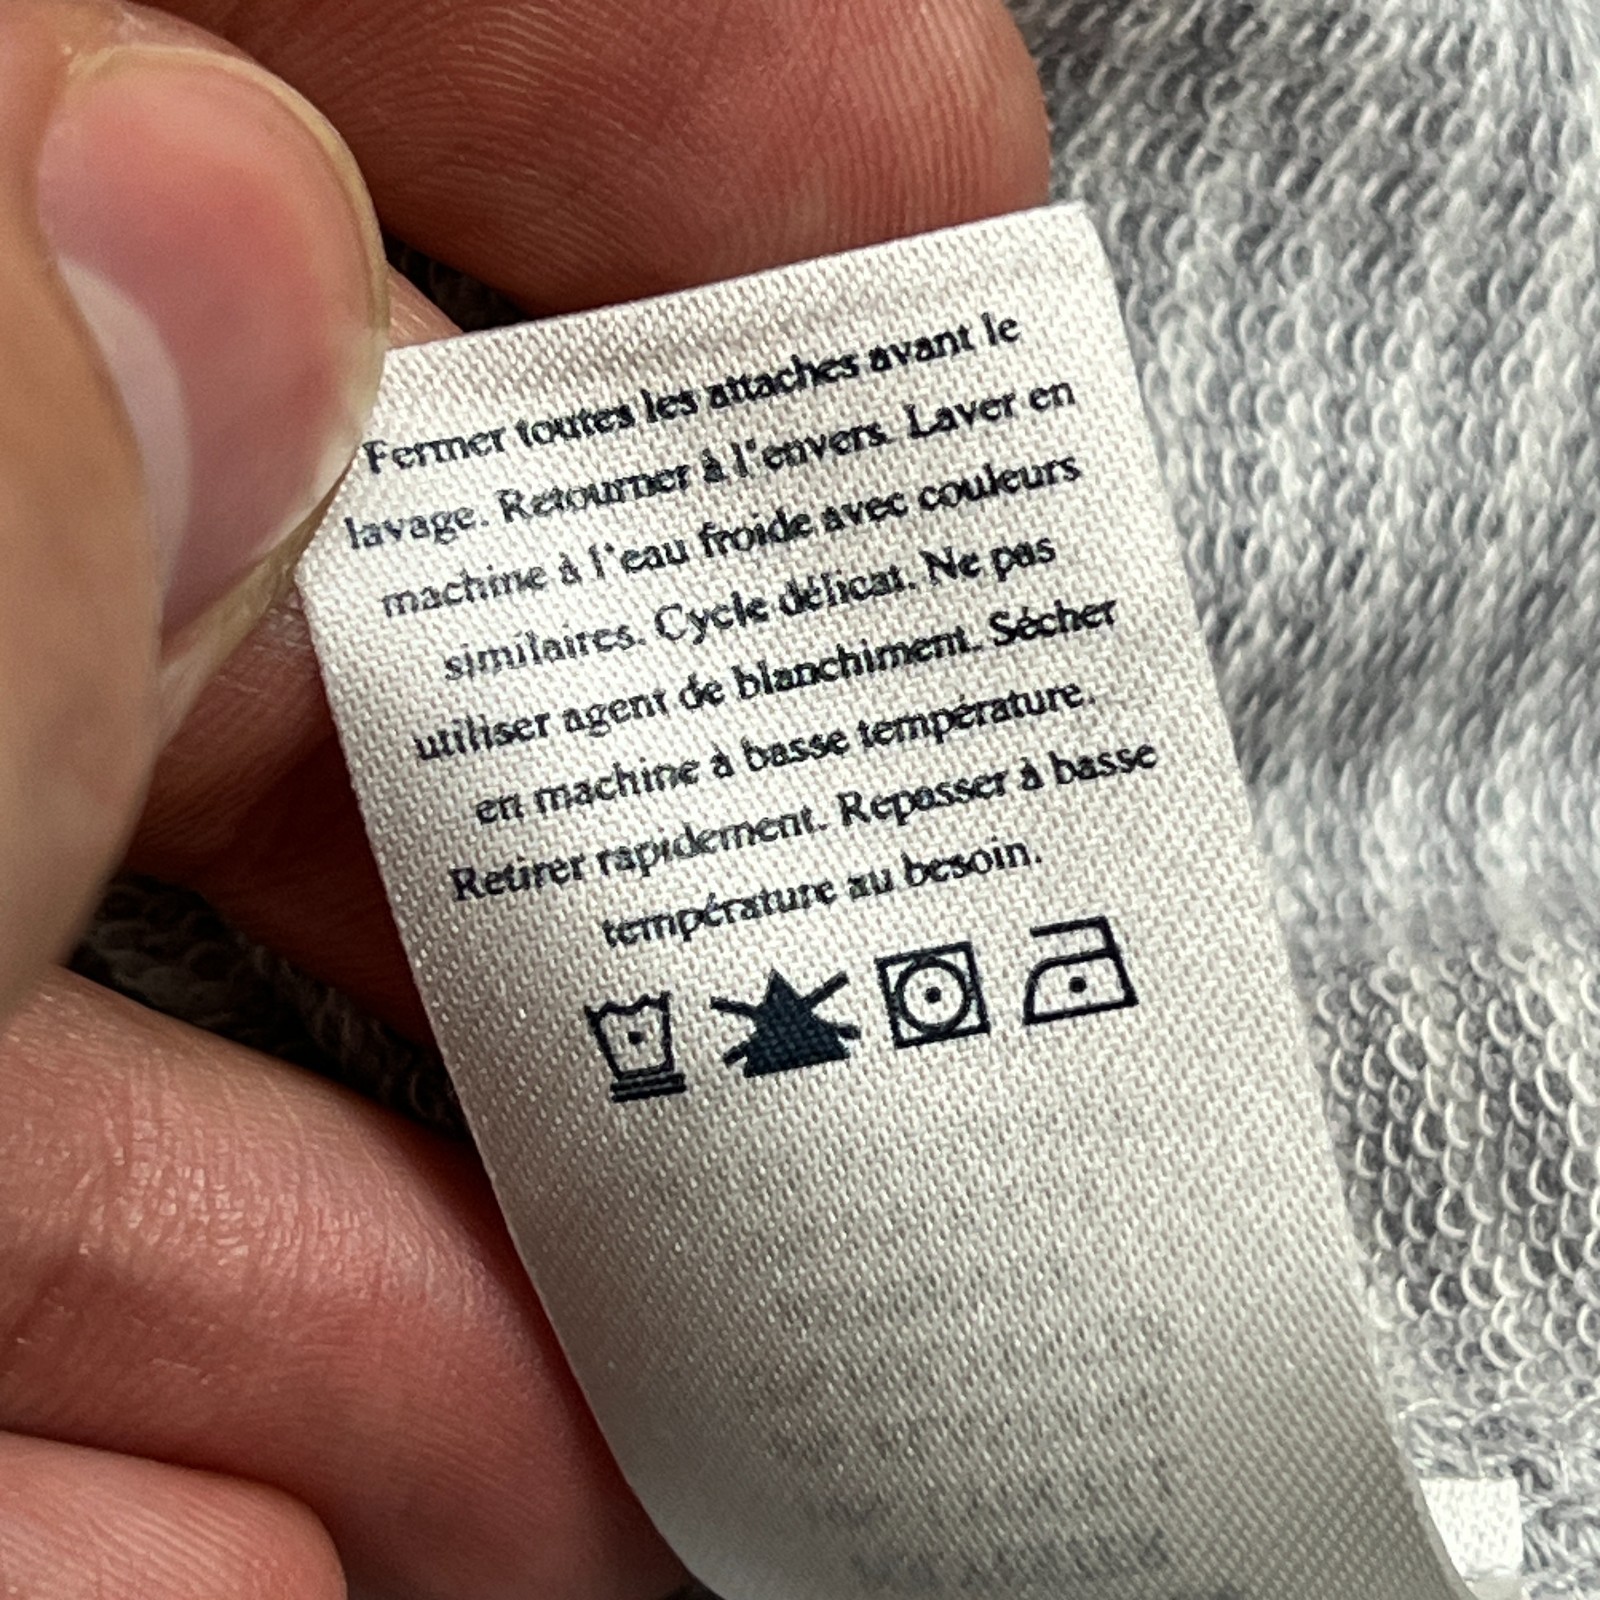 Fermer toutes les attaches avant le
lavage. Retourner à l'envers. Laver en
machine à l'eau froide avec couleurs
similaires. Cycle délicat. Ne pas
utiliser agent de blanchiment. Sécher
en machine à basse température.
Retirer rapidement. Repasser à basse
température au besoin.